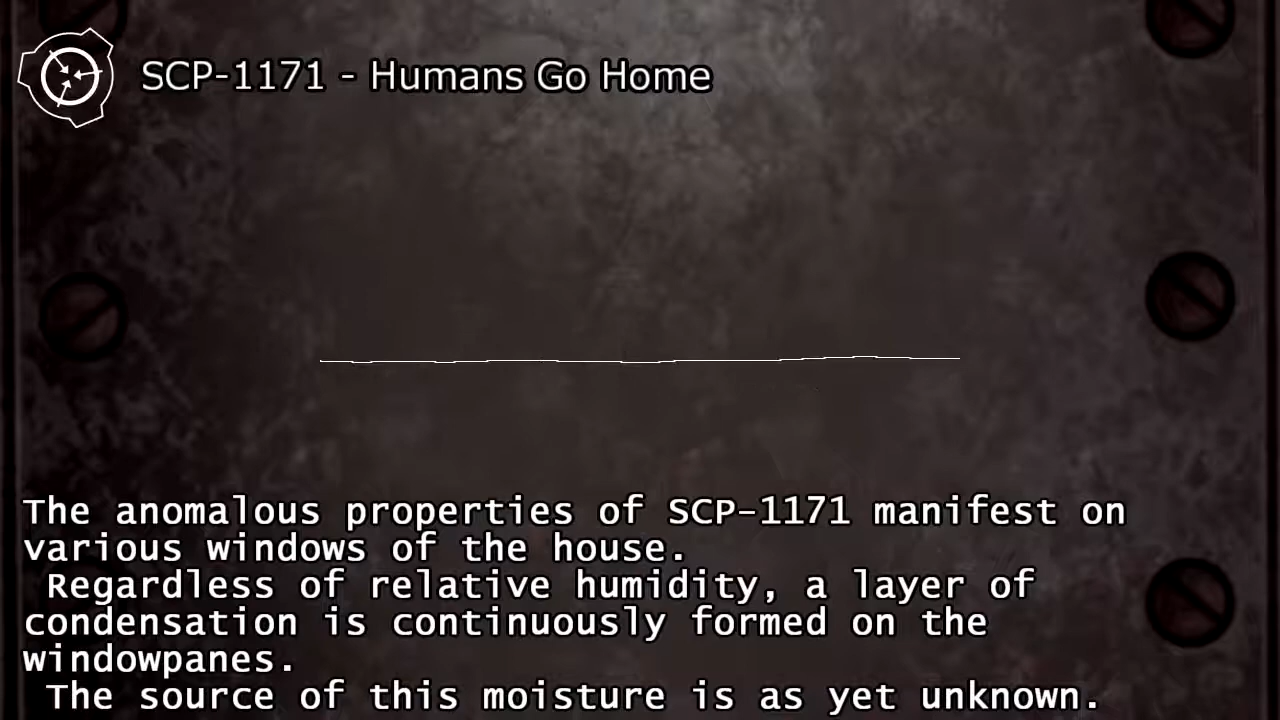 SCP-1171 - Humans Go Home
The anomalous properties of SCP-1171 manifest on
various windows of the house.
Regardless of relative humidity, a layer of
condensation is continuously formed on the
windowpanes.
The source of this moisture is as yet unknown.